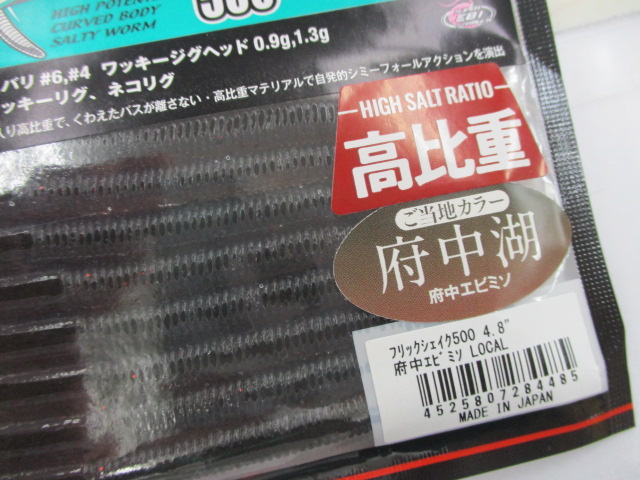 HIGH POTENT
CURVED BODY
SALTY WORM
500
EBI
バリ #6,#4 ワッキージグヘッド 0.9g,1.3g
ッキーリグ、ネコリグ
入り高比重で、くわえたバスが離さない・高比重マテリアルで自発的シミーフォールアクションを演出
HIGH SALT RATIO
高比重
ご当地カラー
府中湖
府中エビミソ
フリックシェイク500 4.8"
府中エビミソ LOCAL
4525807284485
MADE IN JAPAN